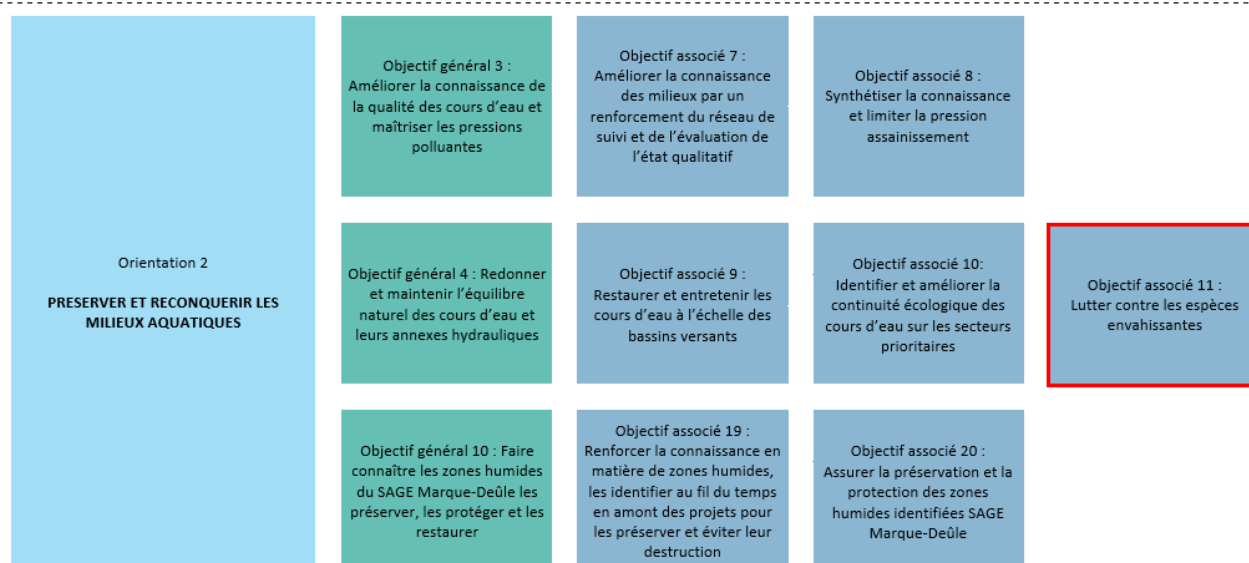 Orientation 2
PRESERVER ET RECONQUERIR LES
MILIEUX AQUATIQUES
Objectif général 3 :
Améliorer la connaissance de
la qualité des cours d’eau et
maîtriser les pressions
polluantes
Objectif associé 7 :
Améliorer la connaissance
des milieux par un
renforcement du réseau de
suivi et de l’évaluation de
l’état qualitatif
Objectif associé 8 :
Synthétiser la connaissance
et limiter la pression
assainissement
Objectif général 4 : Redonner
et maintenir l’équilibre
naturel des cours d’eau et
leurs annexes hydrauliques
Objectif associé 9 :
Restaurer et entretenir les
cours d’eau à l’échelle des
bassins versants
Objectif associé 10:
Identifier et améliorer la
continuité écologique des
cours d’eau sur les secteurs
prioritaires
Objectif associé 11 :
Lutter contre les espèces
envahissantes
Objectif général 10 : Faire
connaître les zones humides
du SAGE Marque-Deûle les
préserver, les protéger et les
restaurer
Objectif associé 19 :
Renforcer la connaissance en
matière de zones humides,
les identifier au fil du temps
en amont des projets pour
les préserver et éviter leur
destruction
Objectif associé 20 :
Assurer la préservation et la
protection des zones
humides identifiées SAGE
Marque-Deûle